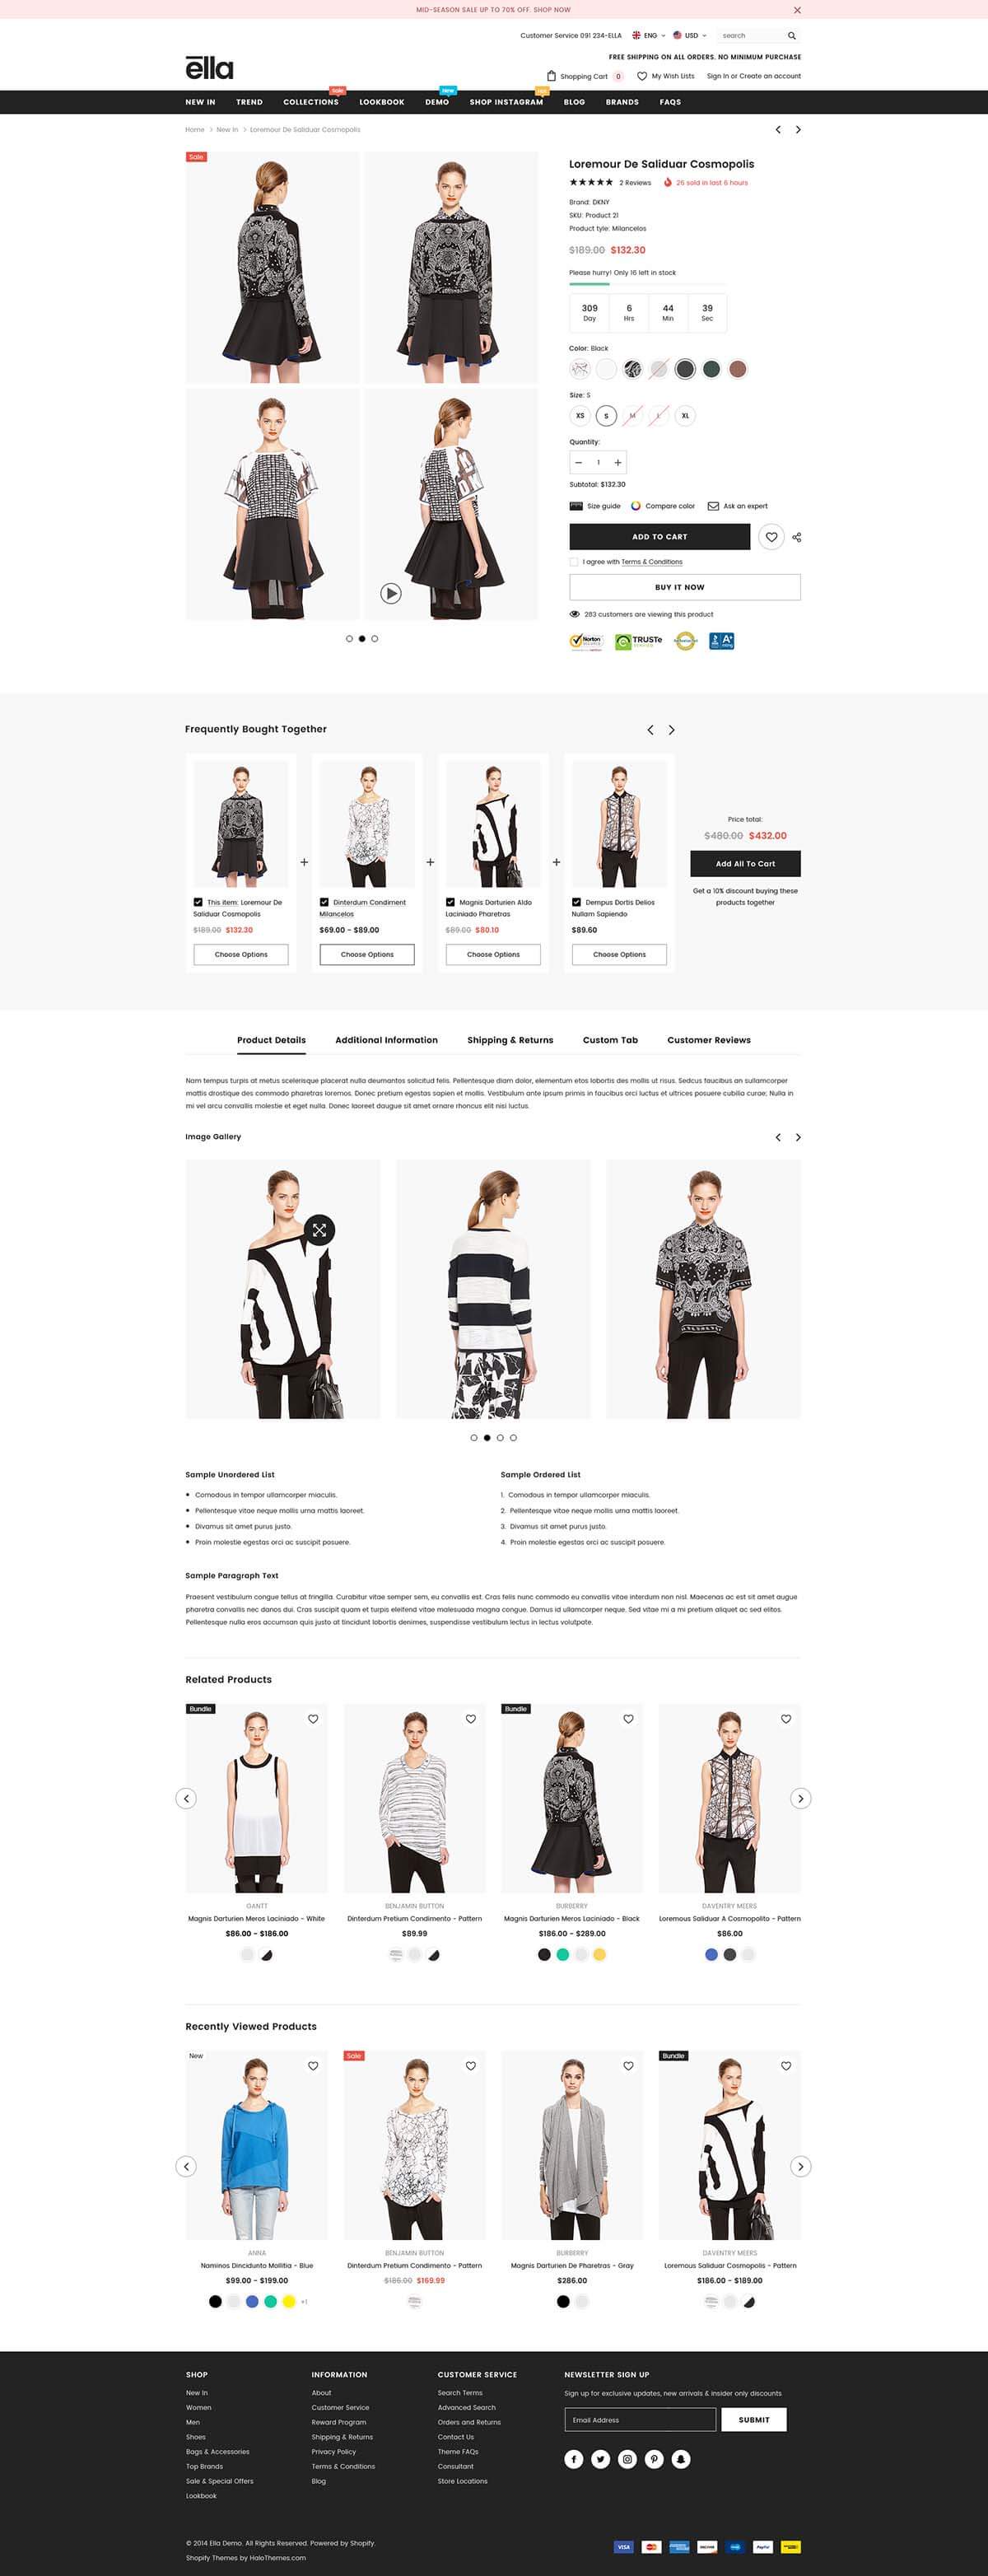 MID-SEASON SALE UP TO 70% OFF. SHOP NOW
Customer Service 091 234-ELLA ENG USD search
FREE SHIPPING ON ALL ORDERS. NO MINIMUM PURCHASE
ella
Shopping Cart 0 My Wish Lists Sign In or Create an account
Sale New
NEW IN TREND COLLECTIONS LOOKBOOK DEMO SHOP INSTAGRAM BLOG BRANDS FAQS
Home > New In > Loremour De Saliduar Cosmopolis
Sale
Loremour De Saliduar Cosmopolis
2 Reviews 26 sold in last 6 hours
Brand: DKNY
SKU: Product 21
Product tyle: Milancelos
$189.00 $132.30
Please hurry! Only 16 left in stock
309 6 44 39
Day Hrs Min Sec
Color: Black
Size: S
XS S M L XL
Quantity:
− 1 +
Subtotal: $132.30
Size guide Compare color Ask an expert
ADD TO CART
I agree with Terms & Conditions
BUY IT NOW
283 customers are viewing this product
Norton TRUSTe A+
Frequently Bought Together
This item: Loremour De
Saliduar Cosmopolis
$189.00 $132.30
Choose Options
+
Dinterdum Condiment
Milancelos
$69.00 - $89.00
Choose Options
+
Magnis Darturien Aldo
Laciniado Pharetras
$89.00 $80.10
Choose Options
+
Dempus Dortis Delios
Nullam Sapiendo
$89.60
Choose Options
Price total:
$480.00 $432.00
Add All To Cart
Get a 10% discount buying these
products together
Product Details Additional Information Shipping & Returns Custom Tab Customer Reviews
Nam tempus turpis at metus scelerisque placerat nulla deumantos solicitud felis. Pellentesque diam dolor, elementum etos lobortis des mollis ut risus. Sedcus faucibus an sullamcorper
mattis drostique des commodo pharetras loremos. Donec pretium egestas sapien et mollis. Vestibulum ante ipsum primis in faucibus orci luctus et ultrices posuere cubilia curae; Nulla in
mi vel arcu convallis molestie et eget nulla. Donec laoreet daugue sit amet ornare rhoncus elit nisi luctus.
Image Gallery
Sample Unordered List
• Comodous in tempor ullamcorper miaculis.
• Pellentesque vitae neque mollis urna mattis laoreet.
• Divamus sit amet purus justo.
• Proin molestie egestas orci ac suscipit posuere.
Sample Ordered List
1. Comodous in tempor ullamcorper miaculis.
2. Pellentesque vitae neque mollis urna mattis laoreet.
3. Divamus sit amet purus justo.
4. Proin molestie egestas orci ac suscipit posuere.
Sample Paragraph Text
Praesent vestibulum congue tellus at fringilla. Curabitur vitae semper sem, eu convallis est. Cras felis nunc commodo eu convallis vitae interdum non nisl. Maecenas ac est sit amet augue
pharetra convallis nec danos dui. Cras suscipit quam et turpis eleifend vitae malesuada magna congue. Damus id ullamcorper neque. Sed vitae mi a mi pretium aliquet ac sed elitos.
Pellentesque nulla eros accumsan quis justo at tincidunt lobortis denimes, suspendisse vestibulum lectus in lectus volutpate.
Related Products
Bundle
GANTT
Magnis Darturien Meros Laciniado - White
$86.00 - $186.00
BENJAMIN BUTTON
Dinterdum Pretium Condimento - Pattern
$89.99
Bundle
BURBERRY
Magnis Darturien Meros Laciniado - Black
$186.00 - $289.00
DAVENTRY MEERS
Loremous Saliduar A Cosmopolita - Pattern
$86.00
Recently Viewed Products
New
ANNA
Naminos Dincidunto Mollitia - Blue
$99.00 - $199.00
+1
Sale
BENJAMIN BUTTON
Dinterdum Pretium Condimento - Pattern
$186.00 $169.99
BURBERRY
Magnis Darturien De Pharetras - Gray
$286.00
Bundle
DAVENTRY MEERS
Loremous Saliduar Cosmopolis - Pattern
$186.00 - $189.00
SHOP
New In
Women
Men
Shoes
Bags & Accessories
Top Brands
Sale & Special Offers
Lookbook
INFORMATION
About
Customer Service
Reward Program
Shipping & Returns
Privacy Policy
Terms & Conditions
Blog
CUSTOMER SERVICE
Search Terms
Advanced Search
Orders and Returns
Contact Us
Theme FAQs
Consultant
Store Locations
NEWSLETTER SIGN UP
Sign up for exclusive updates, new arrivals & insider only discounts
Email Address SUBMIT
© 2014 Ella Demo. All Rights Reserved. Powered by Shopify.
Shopify Themes by HaloThemes.com
VISA PayPal